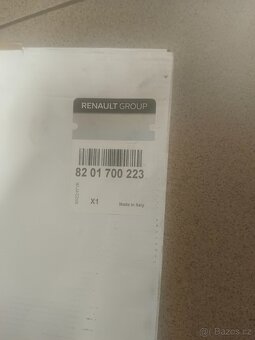 RENAULT GROUP
82 01 700 223
X1
Made in Italy
Bazos.cz